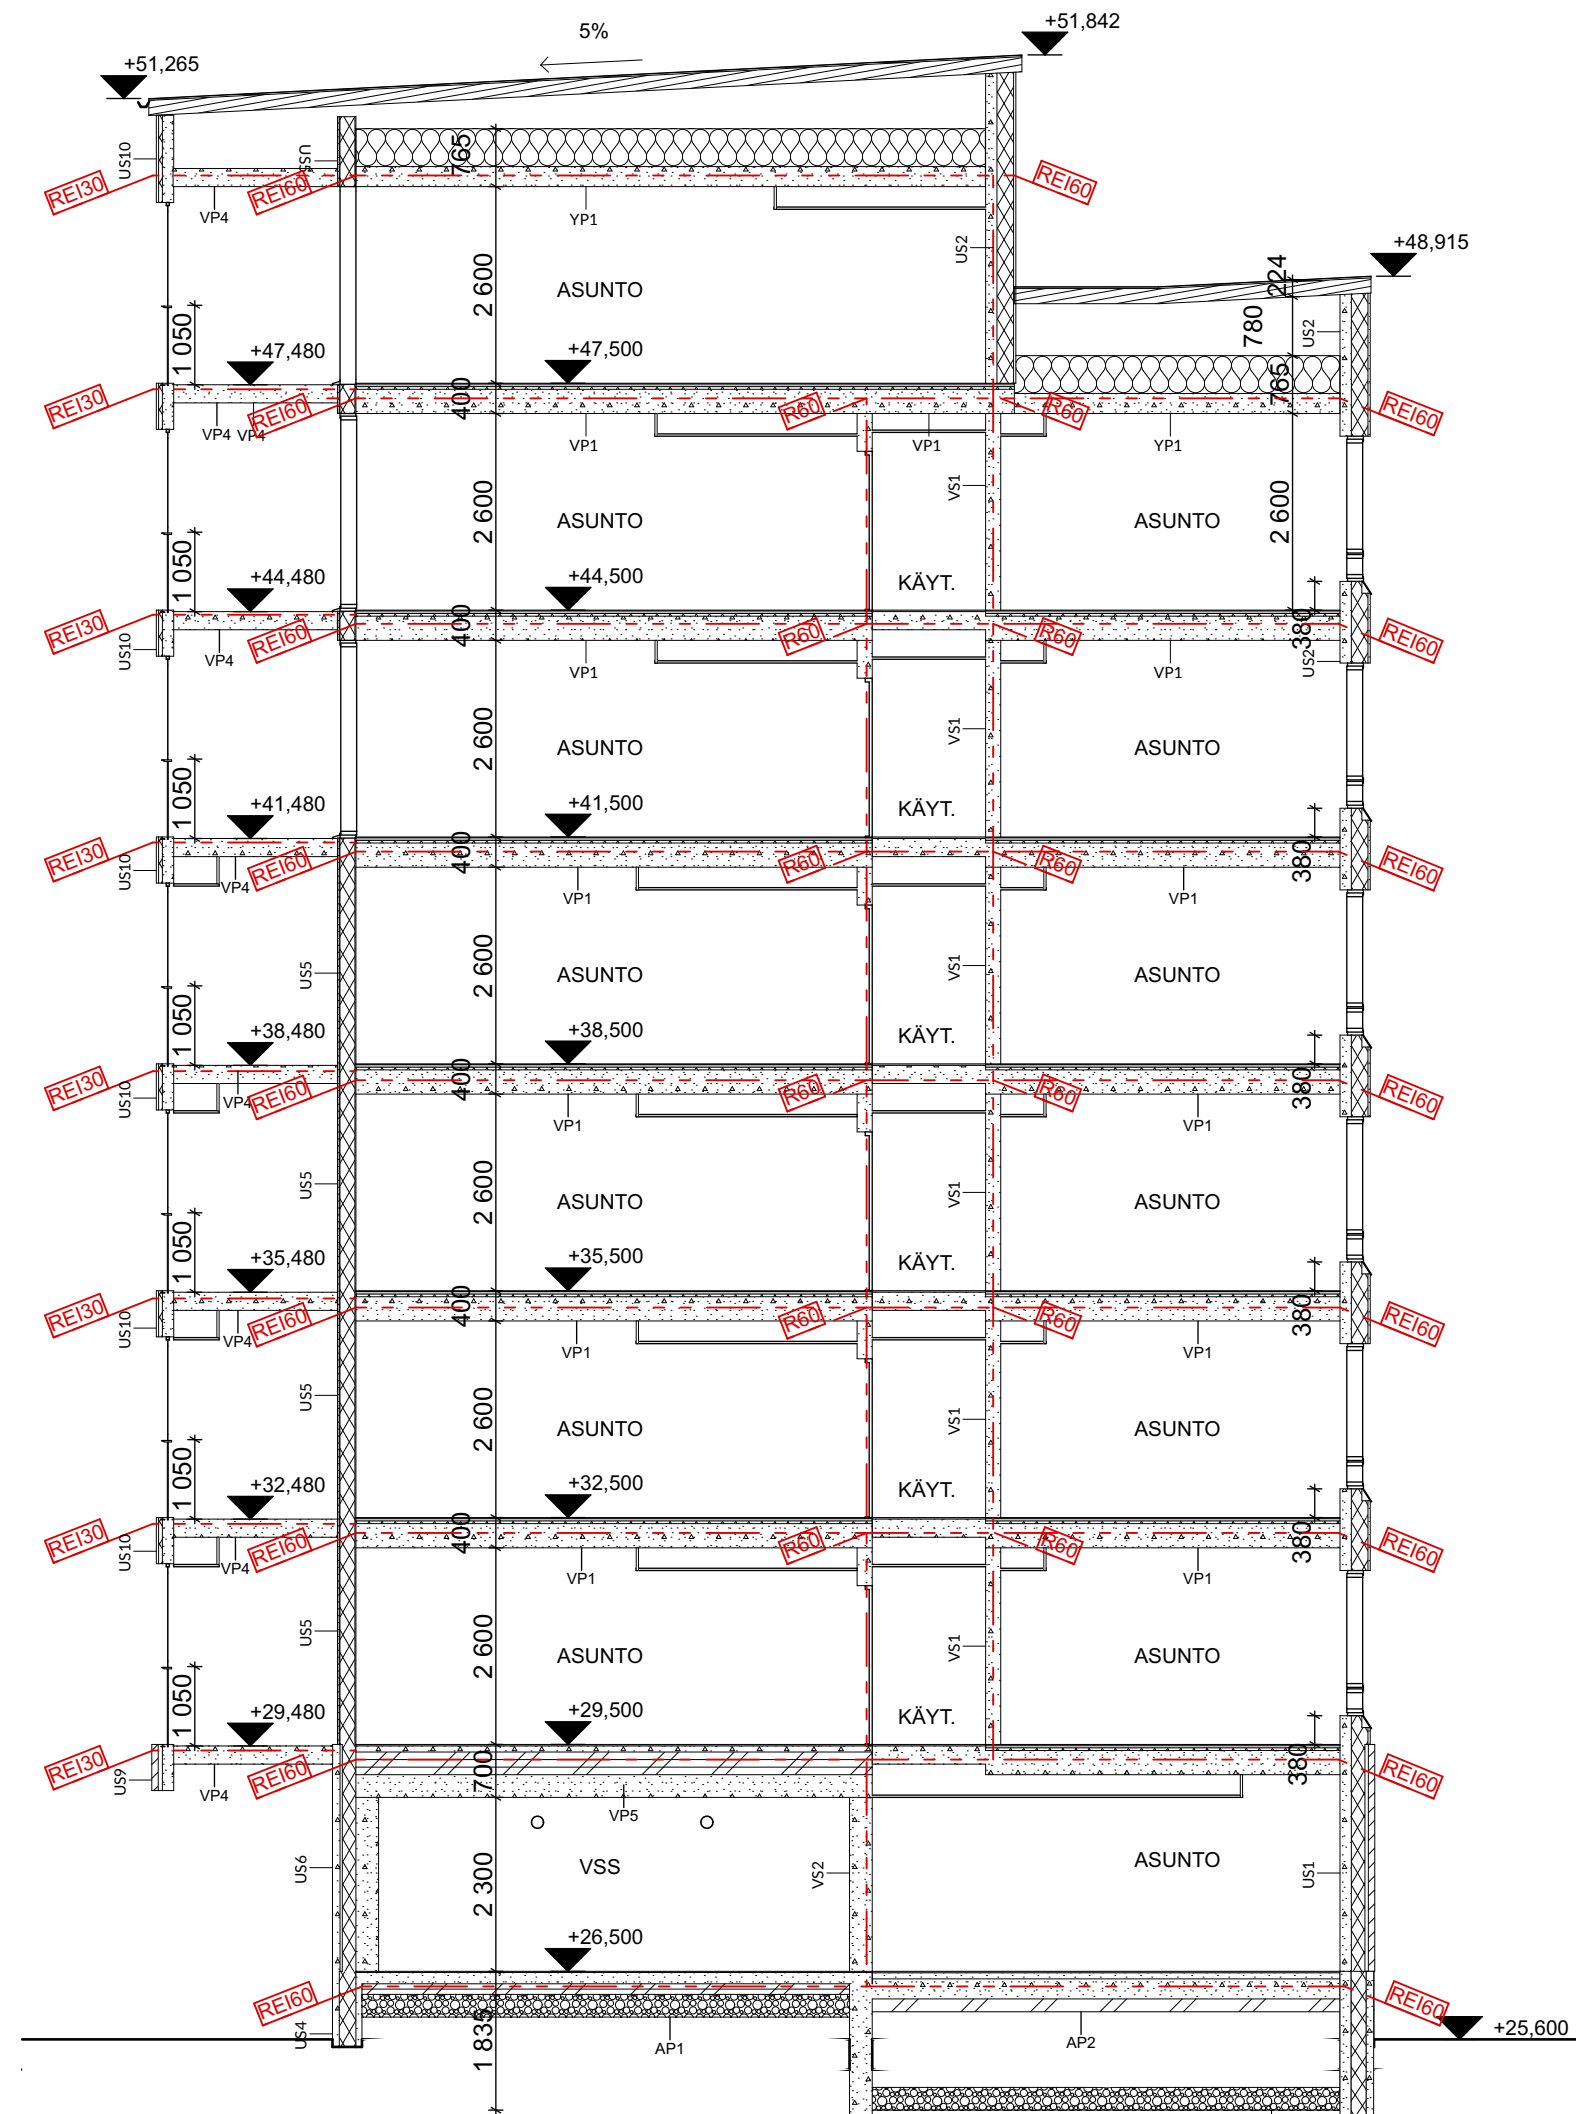 +51,842
5%
+51,265
US10
US5
765
REI30
REI60
REI60
VP4
YP1
US2
+48,915
224
2 600
ASUNTO
780
US2
1 050
+47,480
+47,500
765
REI30
REI60
400
R60
R60
REI60
VP4
VP4
VP1
VP1
YP1
VS1
2 600
ASUNTO
ASUNTO
2 600
1 050
+44,480
+44,500
KÄYT.
REI30
REI60
400
R60
R60
380
REI60
US10
VP4
VP1
VP1
US2
VS1
2 600
ASUNTO
ASUNTO
1 050
+41,480
+41,500
KÄYT.
REI30
REI60
400
R60
R60
380
REI60
US10
VP4
VP1
VP1
US5
2 600
ASUNTO
VS1
ASUNTO
1 050
+38,480
+38,500
KÄYT.
REI30
REI60
400
R60
R60
380
REI60
US10
VP4
VP1
VP1
US5
2 600
ASUNTO
VS1
ASUNTO
1 050
+35,480
+35,500
KÄYT.
REI30
REI60
400
R60
R60
380
REI60
US10
VP4
VP1
VP1
US5
2 600
ASUNTO
VS1
ASUNTO
1 050
+32,480
+32,500
KÄYT.
REI30
REI60
400
R60
R60
380
REI60
US10
VP4
VP1
VP1
US5
2 600
ASUNTO
VS1
ASUNTO
1 050
+29,480
+29,500
KÄYT.
REI30
REI60
700
380
REI60
US9
VP4
VP5
US6
2 300
VSS
VS2
ASUNTO
US1
+26,500
REI60
REI60
US4
1 835
AP1
AP2
+25,600